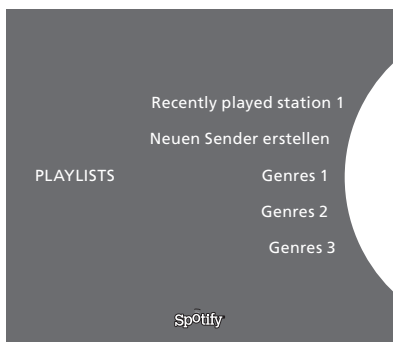 Recently played station 1
Neuen Sender erstellen
PLAYLISTS Genres 1
Genres 2
Genres 3
Spotify